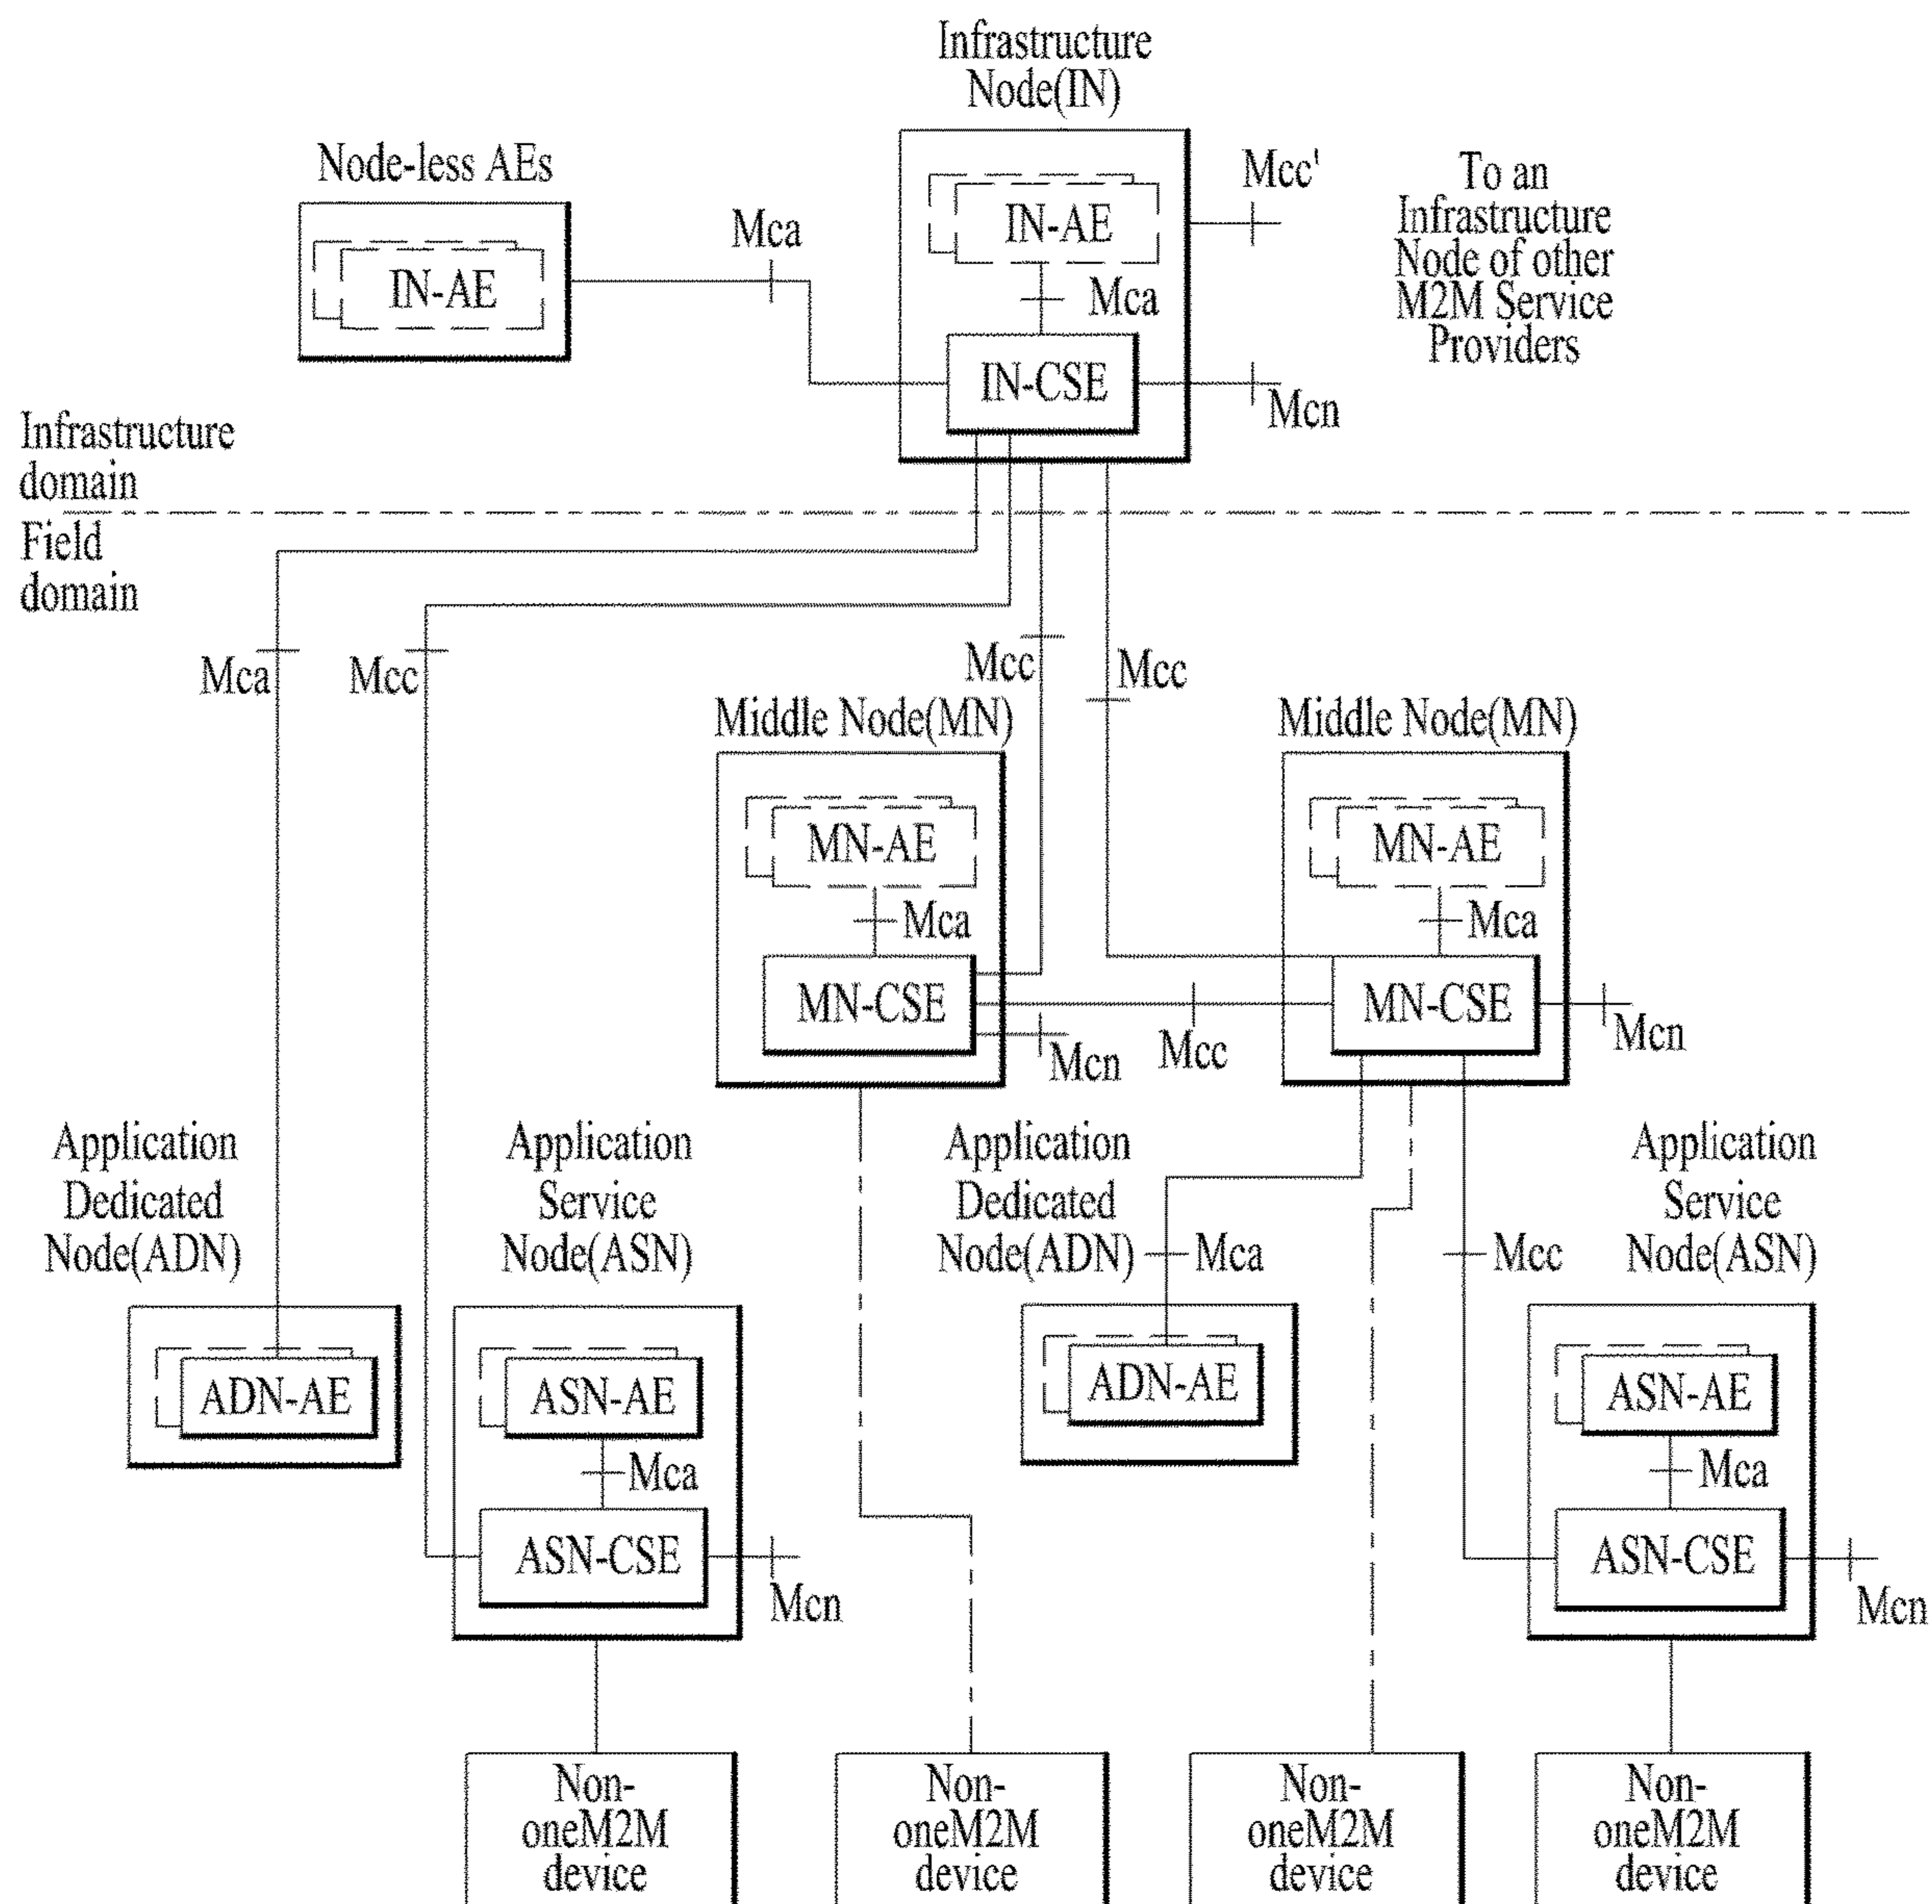 Infrastructure
Node(IN)
Node-less AEs
Mcc'
To an
Infrastructure
Node of other
M2M Service
Providers
Mca
IN-AE
IN-AE
Mca
IN-CSE
Mcn
Infrastructure
domain
Field
domain
Mca
Mcc
Mcc
Mcc
Middle Node(MN)
Middle Node(MN)
MN-AE
MN-AE
Mca
Mca
MN-CSE
MN-CSE
Mcn
Mcc
Mcn
Application
Dedicated
Node(ADN)
Application
Service
Node(ASN)
Application
Dedicated
Node(ADN)
Mca
Mcc
Application
Service
Node(ASN)
ADN-AE
ASN-AE
ADN-AE
ASN-AE
Mca
Mca
ASN-CSE
ASN-CSE
Mcn
Mcn
Non-
oneM2M
device
Non-
oneM2M
device
Non-
oneM2M
device
Non-
oneM2M
device